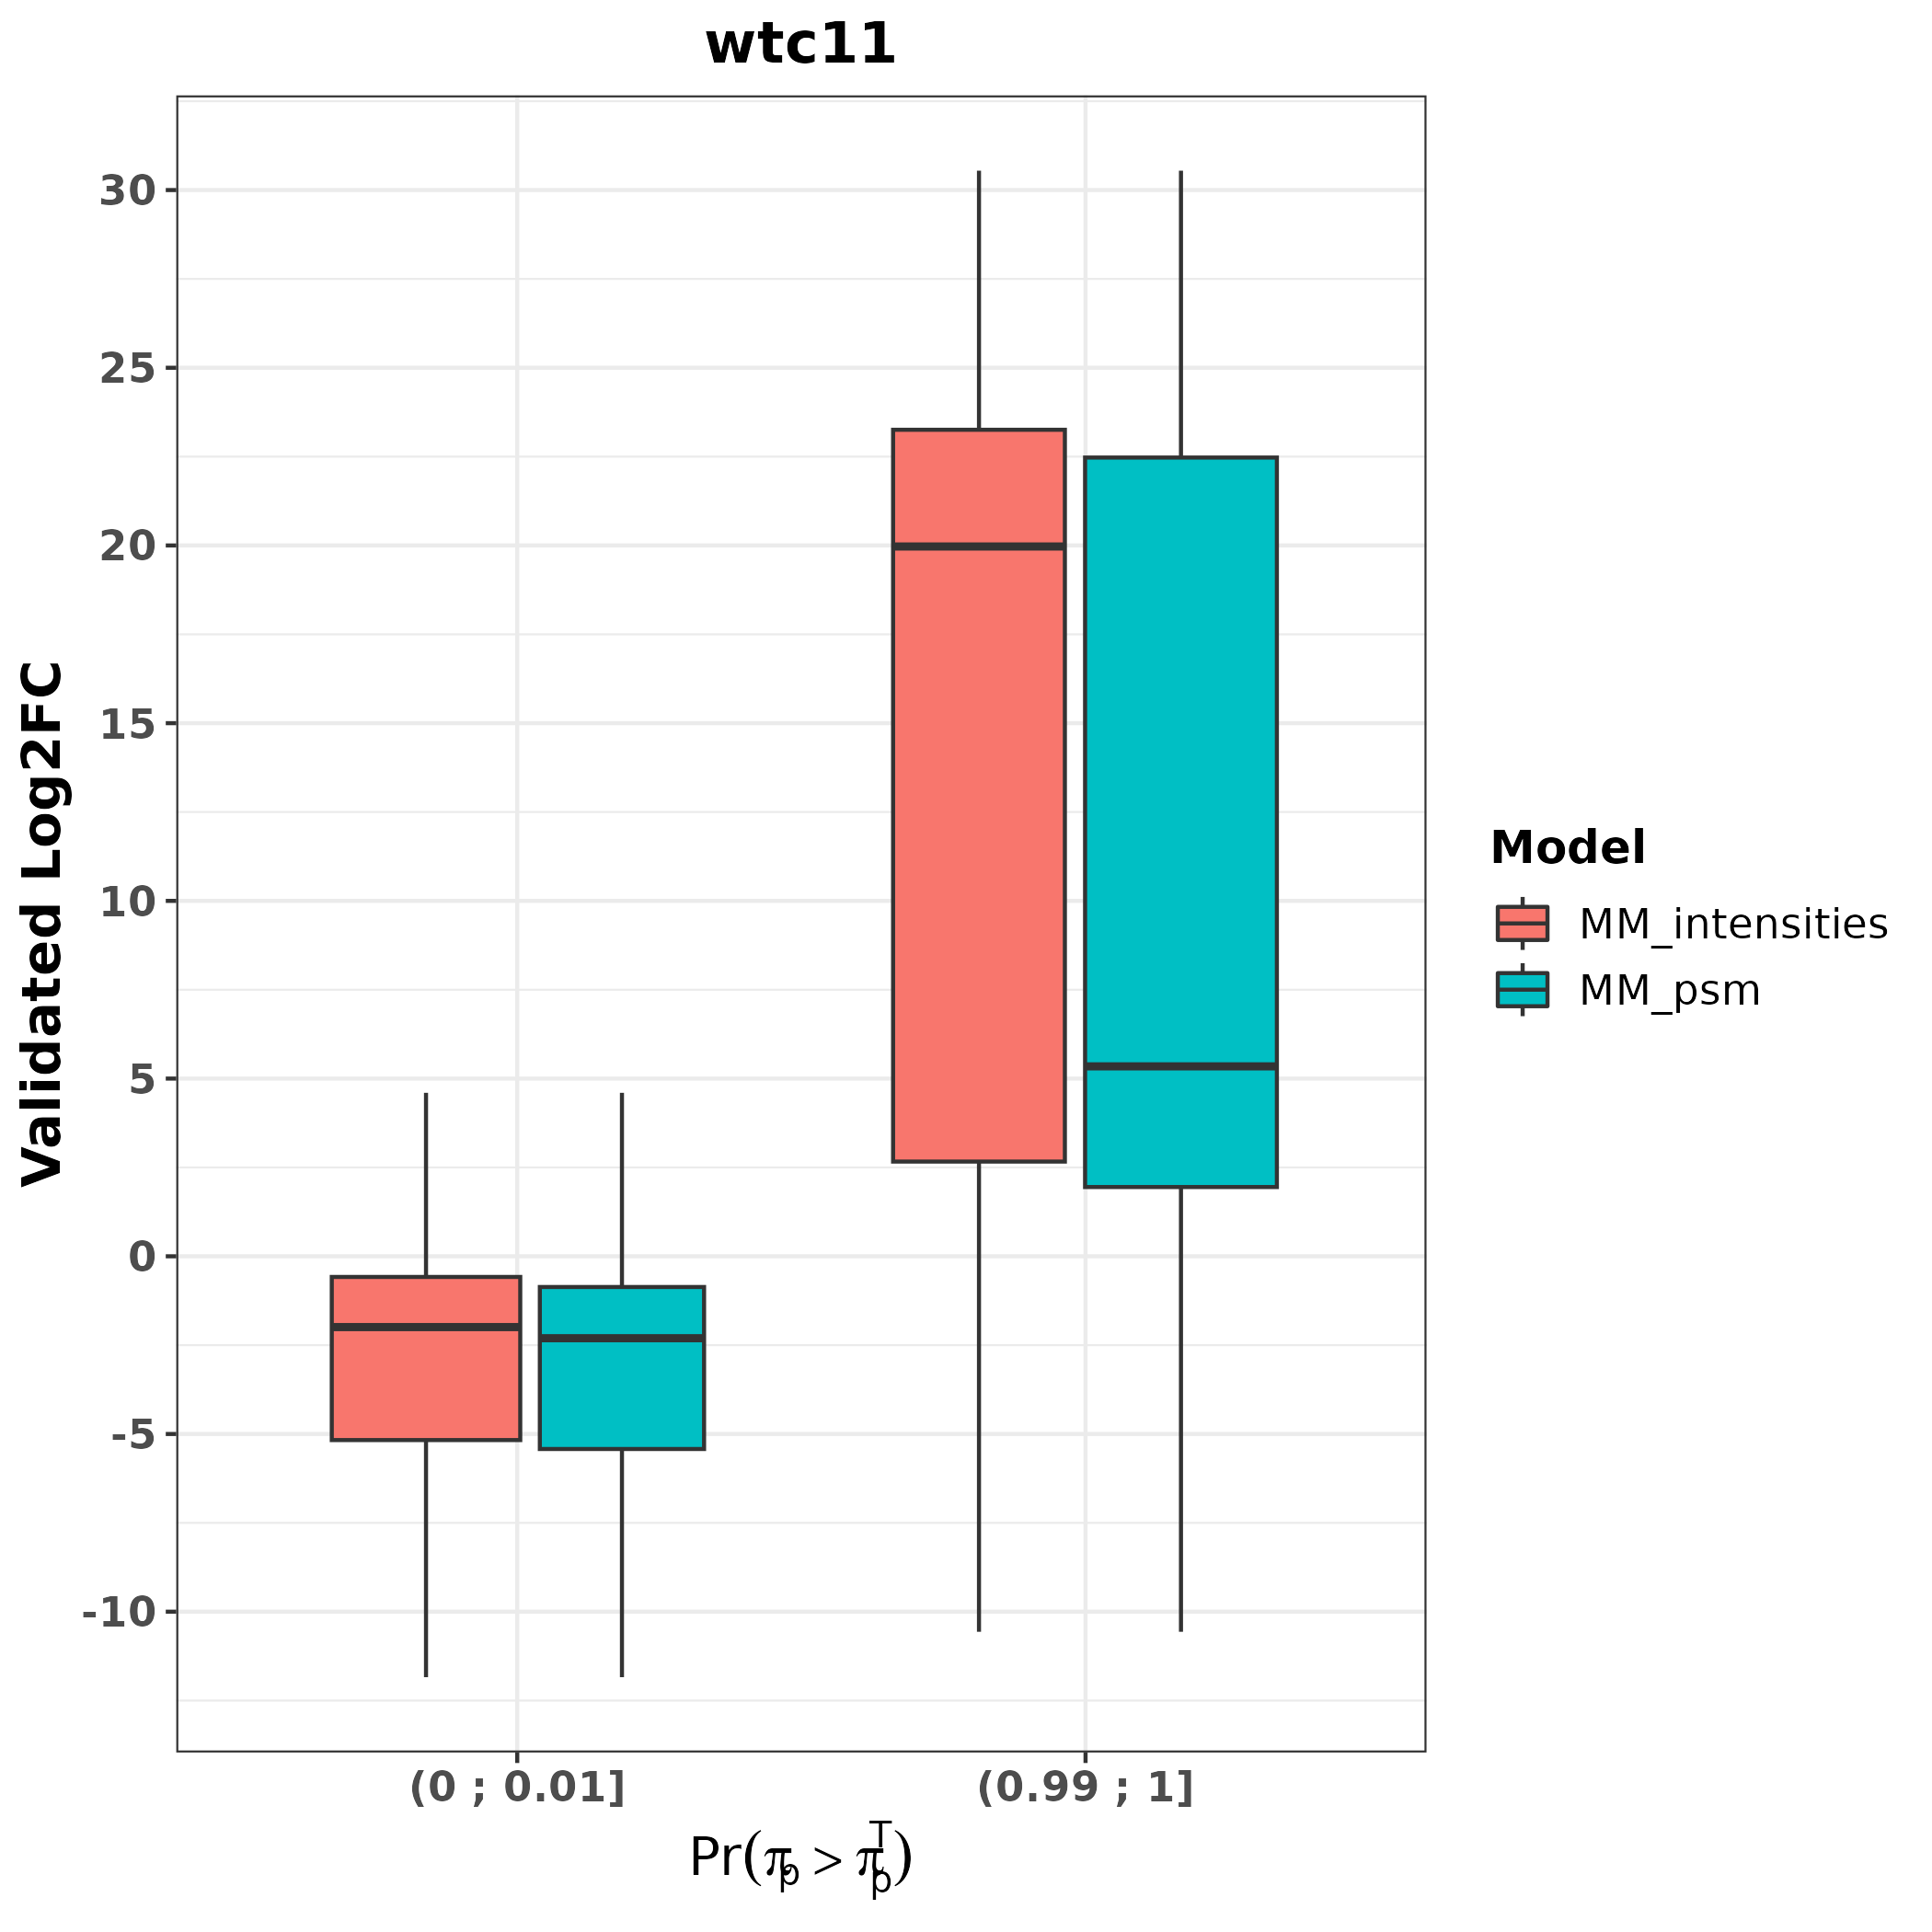 wtc11
Validated Log2FC
30
25
20
15
10
5
0
-5
-10
(0 ; 0.01]
(0.99 ; 1]
Pr(π_p > π_p^T)
Model
MM_intensities
MM_psm